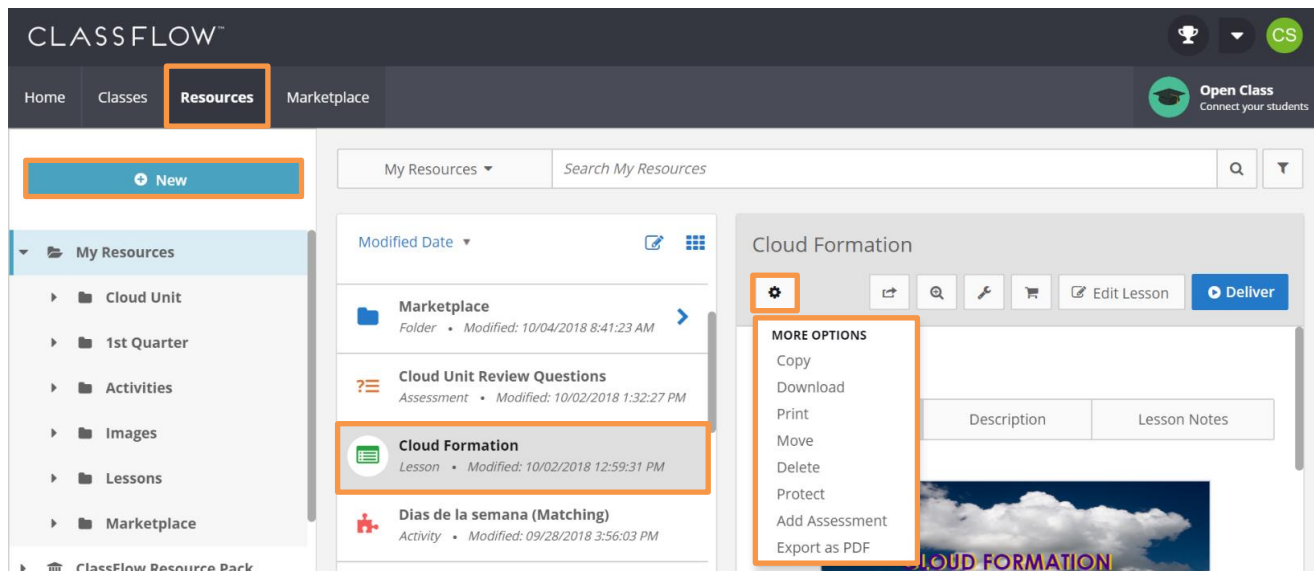 CLASSFLOW™
CS
Home Classes Resources Marketplace
Open Class
Connect your students
New
My Resources
Search My Resources
My Resources
Cloud Unit
1st Quarter
Activities
Images
Lessons
Marketplace
ClassFlow Resource Pack
Modified Date
Marketplace
Folder • Modified: 10/04/2018 8:41:23 AM
Cloud Unit Review Questions
Assessment • Modified: 10/02/2018 1:32:27 PM
Cloud Formation
Lesson • Modified: 10/02/2018 12:59:31 PM
Dias de la semana (Matching)
Activity • Modified: 09/28/2018 3:56:03 PM
Cloud Formation
Edit Lesson Deliver
MORE OPTIONS
Copy
Download
Print
Move
Delete
Protect
Add Assessment
Export as PDF
Description Lesson Notes
CLOUD FORMATION